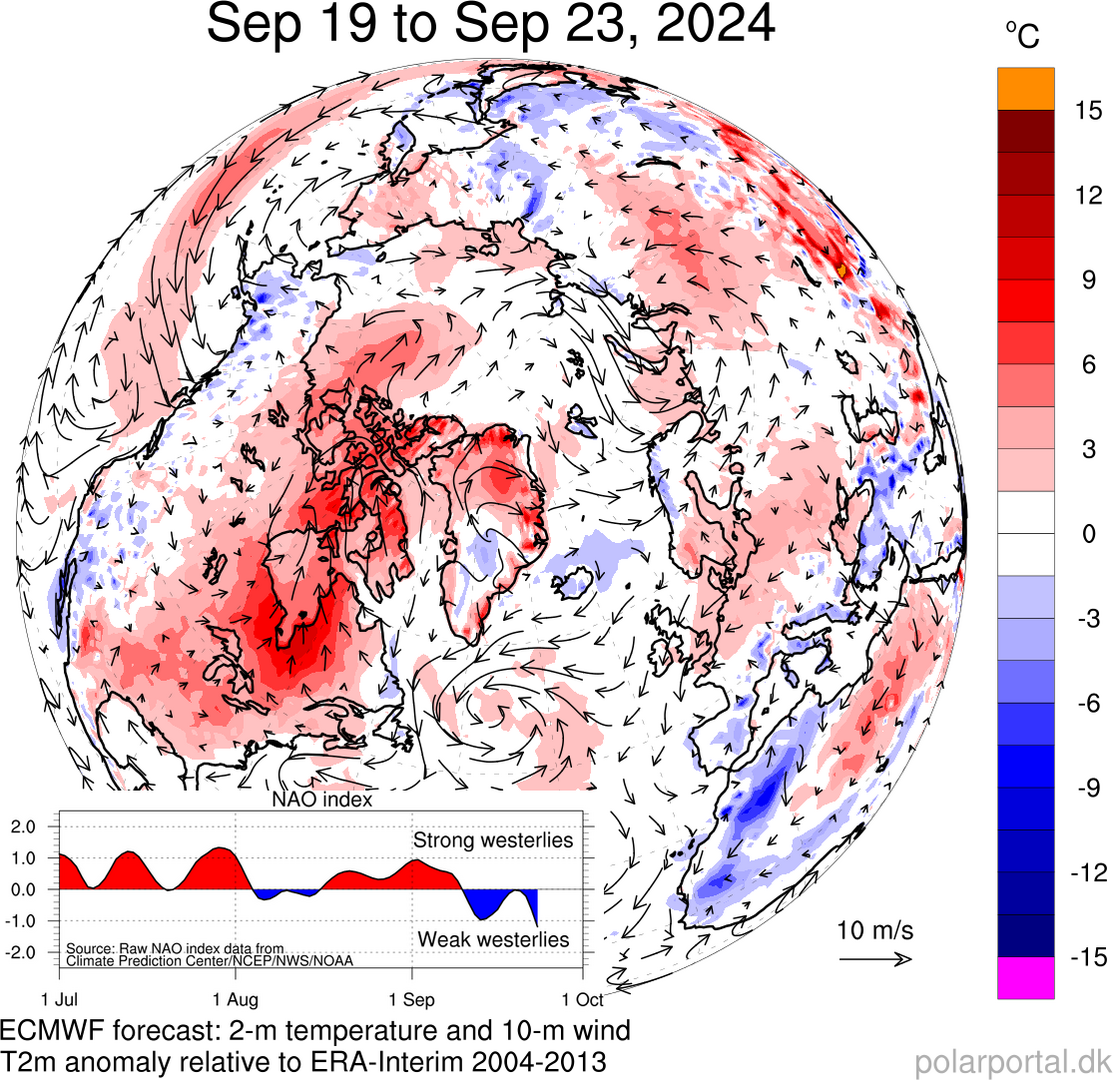 Sep 19 to Sep 23, 2024
°C
15
12
9
6
3
0
-3
-6
-9
-12
-15
10 m/s
NAO index
2.0
1.0
0.0
-1.0
-2.0
Strong westerlies
Weak westerlies
Source: Raw NAO index data from
Climate Prediction Center/NCEP/NWS/NOAA
1 Jul
1 Aug
1 Sep
1 Oct
ECMWF forecast: 2-m temperature and 10-m wind
T2m anomaly relative to ERA-Interim 2004-2013
polarportal.dk